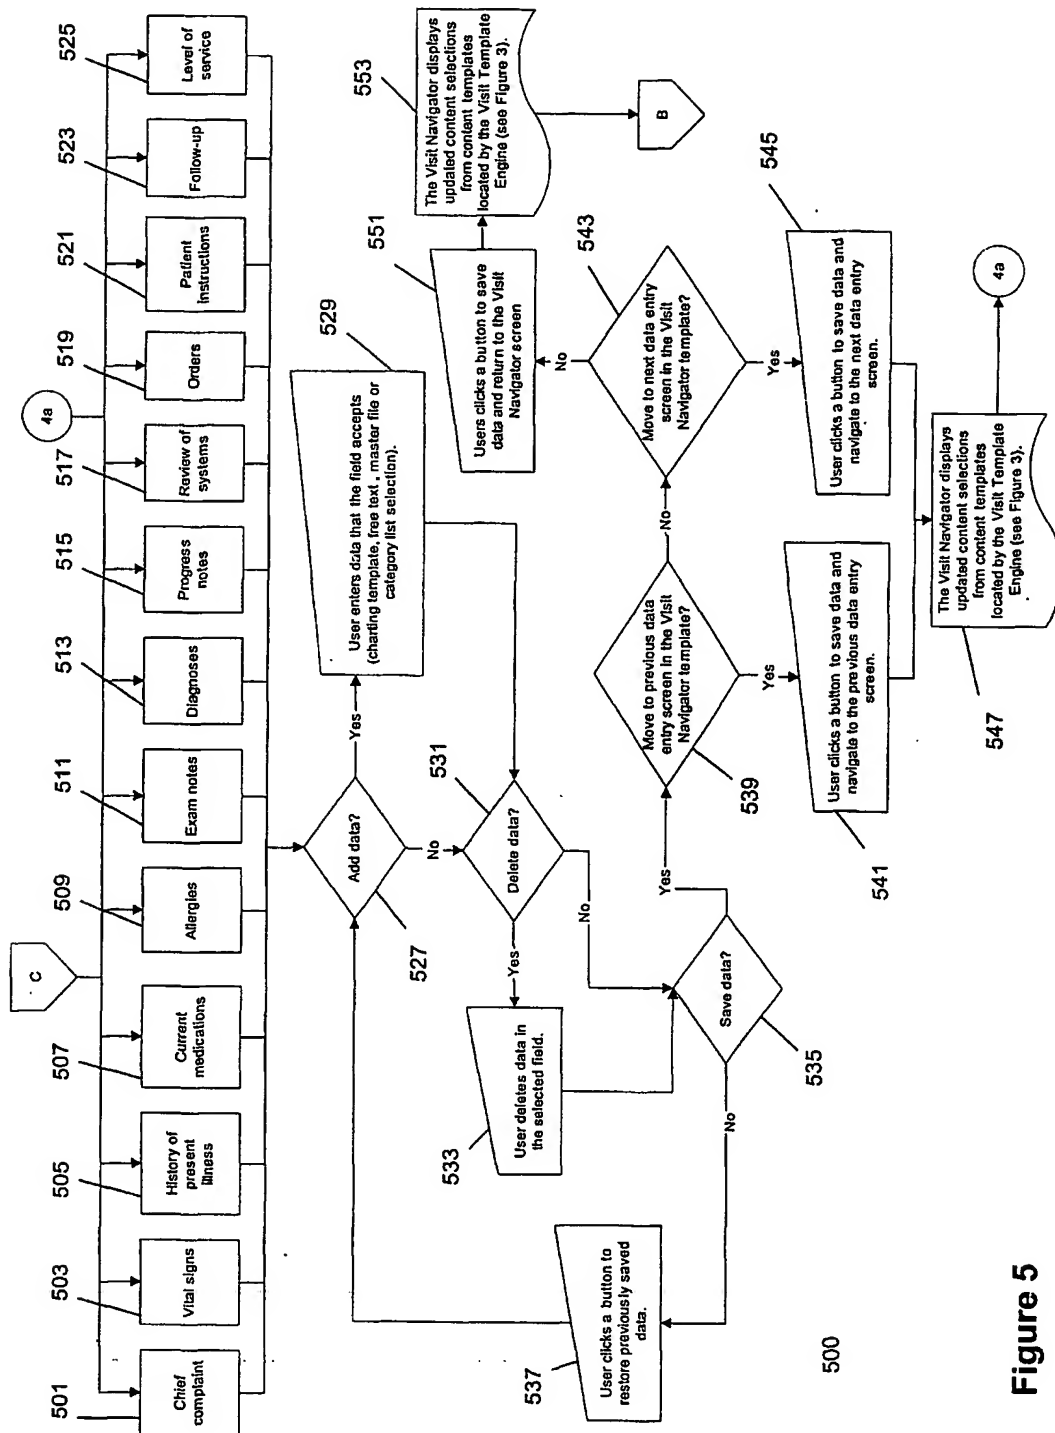 C
4a
501
503
505
507
509
511
513
515
517
519
521
523
525
Chief
complaint
Vital signs
History of
present
illness
Current
medications
Allergies
Exam notes
Diagnoses
Progress
notes
Review of
systems
Orders
Patient
instructions
Follow-up
Level of
service
Add data?
527
Yes
No
User enters data that the field accepts
(charting template, free text, master file or
category list selection).
529
Delete data?
531
Yes
No
User deletes data in
the selected field.
533
Save data?
535
Yes
No
User clicks a button to
restore previously saved
data.
537
Move to previous data
entry screen in the Visit
Navigator template?
539
Yes
No
User clicks a button to save data and
navigate to the previous data entry
screen.
541
Move to next data entry
screen in the Visit
Navigator template?
543
Yes
No
User clicks a button to save data and
navigate to the next data entry
screen.
545
The Visit Navigator displays
updated content selections
from content templates
located by the Visit Template
Engine (see Figure 3).
547
4a
Users clicks a button to save
data and return to the Visit
Navigator screen
551
The Visit Navigator displays
updated content selections
from content templates
located by the Visit Template
Engine (see Figure 3).
553
B
500
Figure 5